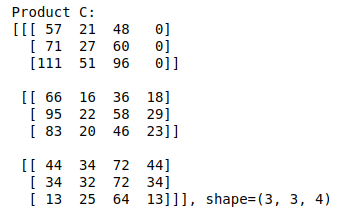 Product C:
[[[ 57 21 48 0]
[ 71 27 60 0]
[111 51 96 0]]
[[ 66 16 36 18]
[ 95 22 58 29]
[ 83 20 46 23]]
[[ 44 34 72 44]
[ 34 32 72 34]
[ 13 25 64 13]]], shape=(3, 3, 4)